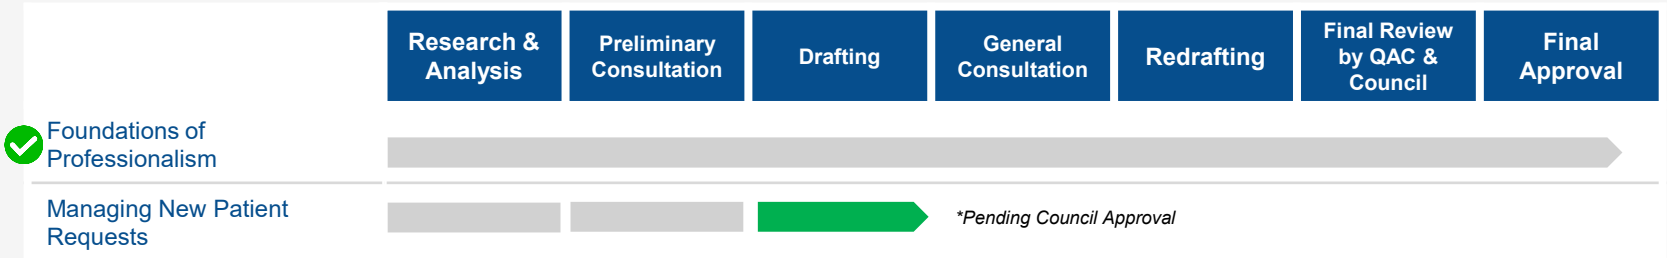 Research &
Analysis
Preliminary
Consultation
Drafting
General
Consultation
Redrafting
Final Review
by QAC &
Council
Final
Approval
Foundations of
Professionalism
Managing New Patient
Requests
*Pending Council Approval